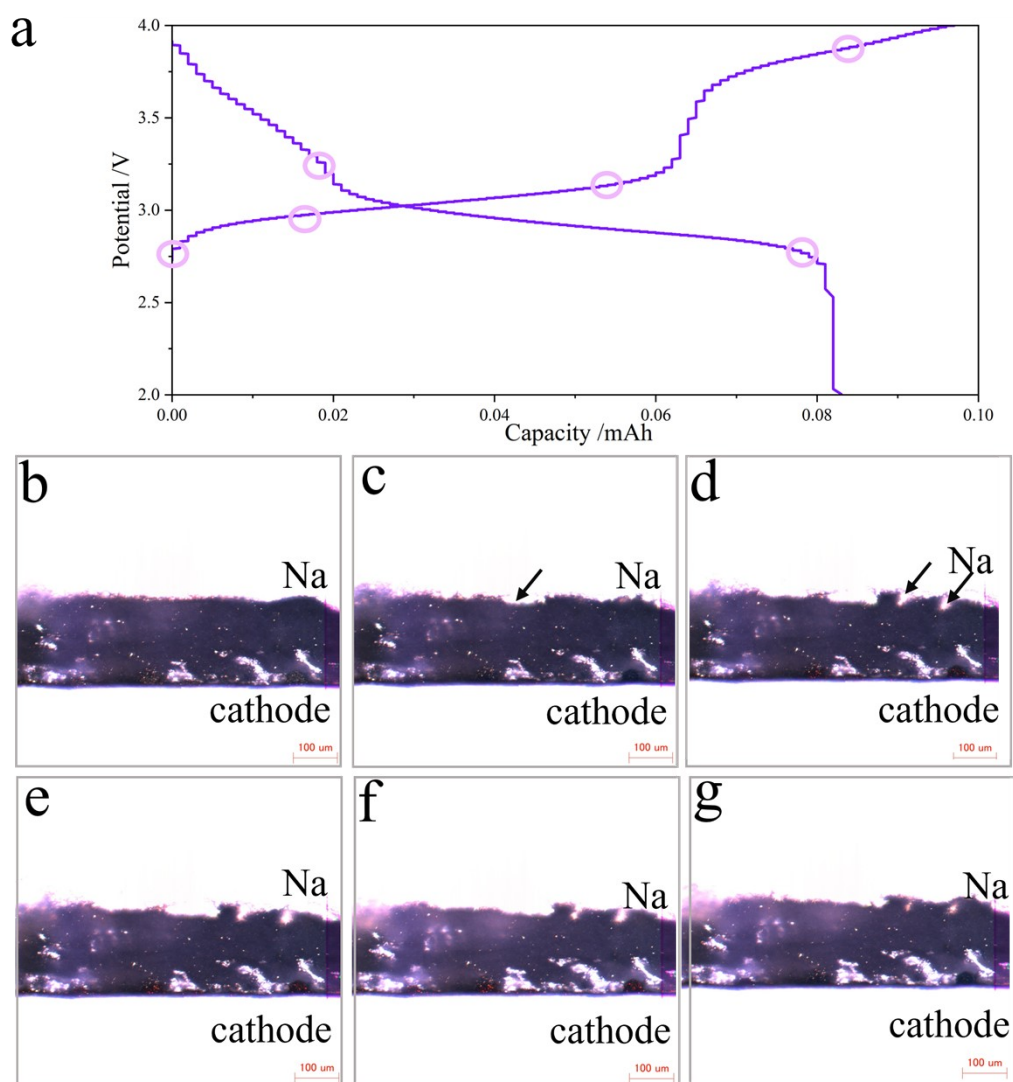 a
4.0
3.5
3.0
2.5
2.0
Potential /V
0.00
0.02
0.04
0.06
0.08
0.10
Capacity /mAh
b
Na
cathode
100 um
c
Na
cathode
100 um
d
Na
cathode
100 um
e
Na
cathode
100 um
f
Na
cathode
100 um
g
Na
cathode
100 um